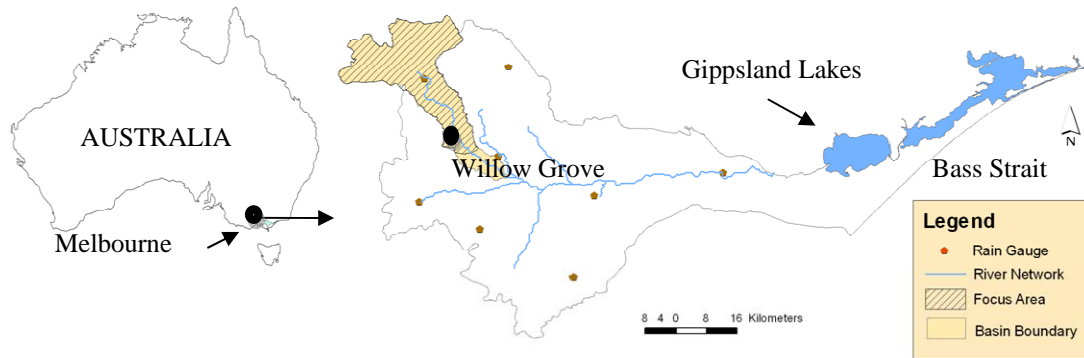 AUSTRALIA
Melbourne
Willow Grove
Gippsland Lakes
Bass Strait
N
8 4 0 8 16 Kilometers
Legend
Rain Gauge
River Network
Focus Area
Basin Boundary